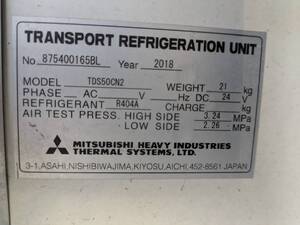 TRANSPORT REFRIGERATION UNIT
No. 875400165BL Year 2018
MODEL TDS50CN2 WEIGHT 21 kg
PHASE AC V Hz DC 24 V
REFRIGERANT R404A CHARGE kg
AIR TEST PRESS. HIGH SIDE 3.24 MPa
LOW SIDE 2.26 MPa
MITSUBISHI HEAVY INDUSTRIES
THERMAL SYSTEMS, LTD.
3-1, ASAHI, NISHIBIWAJIMA, KIYOSU, AICHI, 452-8561 JAPAN